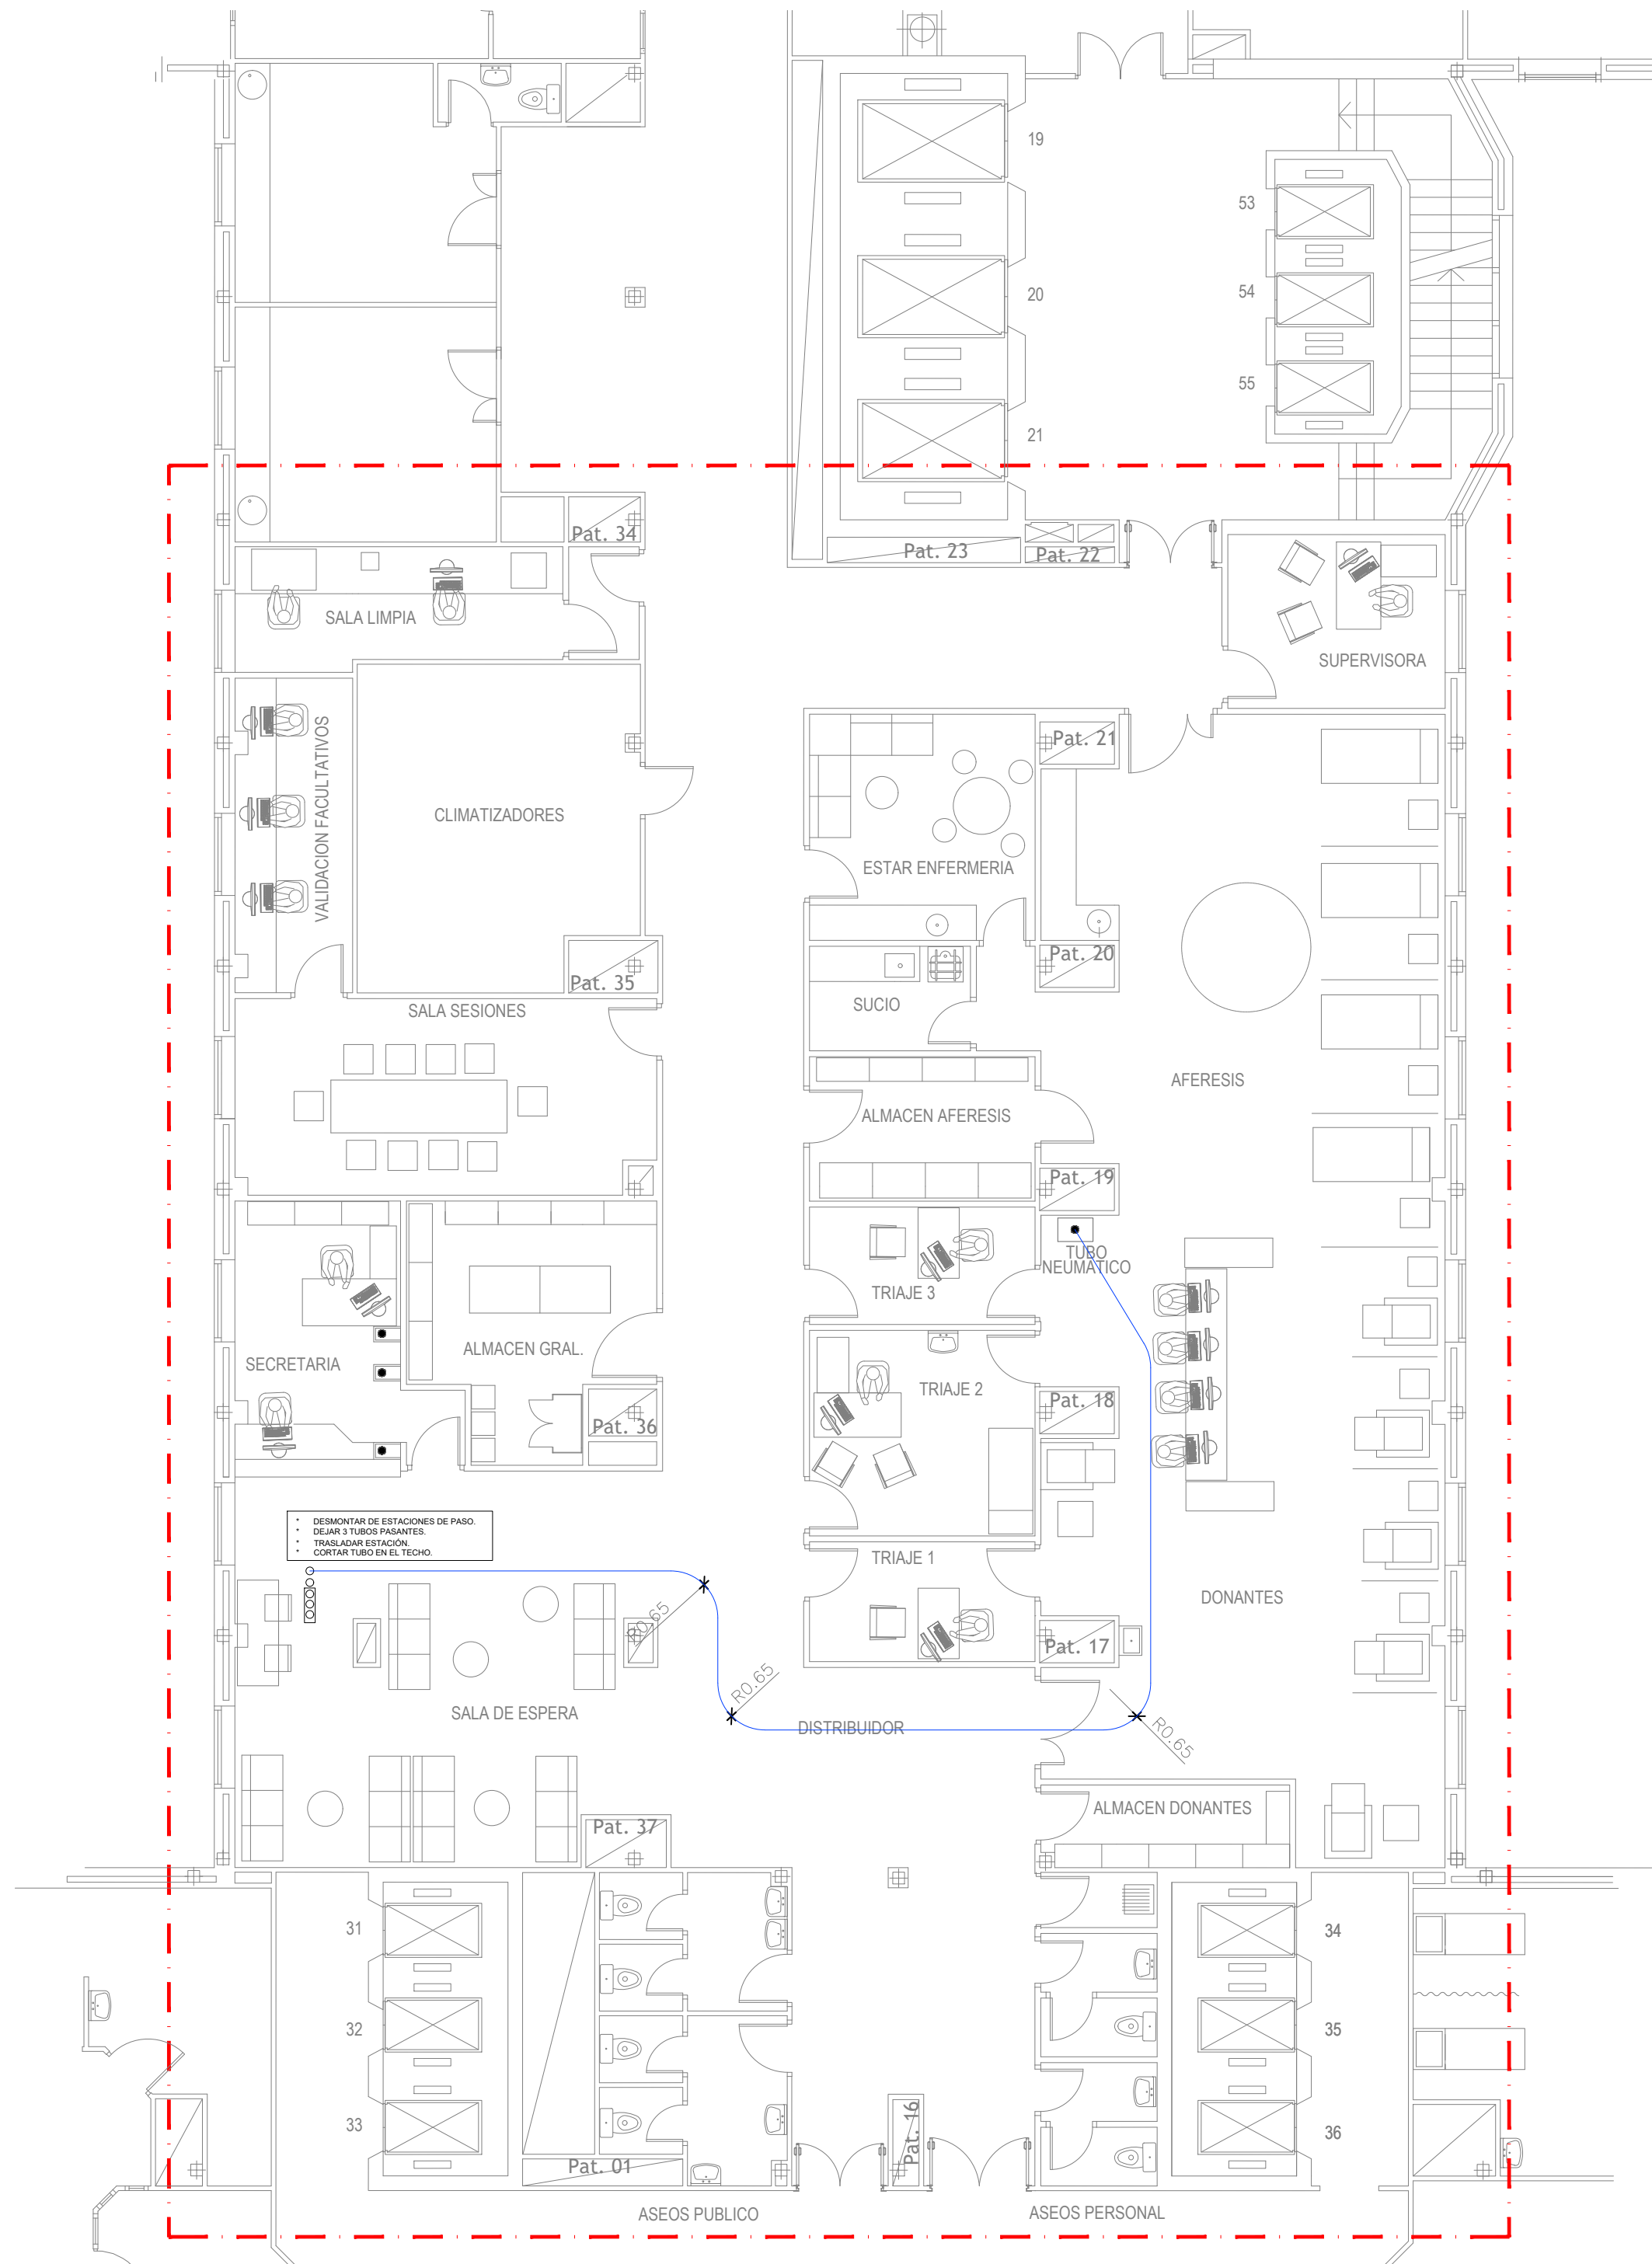 19
53
20
54
55
21
Pat. 34
Pat. 23
Pat. 22
SALA LIMPIA
SUPERVISORA
VALIDACION FACULTATIVOS
Pat. 21
CLIMATIZADORES
ESTAR ENFERMERIA
Pat. 20
Pat. 35
SUCIO
SALA SESIONES
AFERESIS
ALMACEN AFERESIS
Pat. 19
TUBO
NEUMATICO
TRIAJE 3
ALMACEN GRAL.
SECRETARIA
TRIAJE 2
Pat. 18
Pat. 36
* DESMONTAR DE ESTACIONES DE PASO.
* DEJAR 3 TUBOS PASANTES.
* TRASLADAR ESTACIÓN.
* CORTAR TUBO EN EL TECHO.
TRIAJE 1
DONANTES
R0.65
Pat. 17
R0.65
SALA DE ESPERA
DISTRIBUIDOR
R0.65
ALMACEN DONANTES
Pat. 37
31
34
32
35
33
36
Pat. 16
Pat. 01
ASEOS PUBLICO
ASEOS PERSONAL